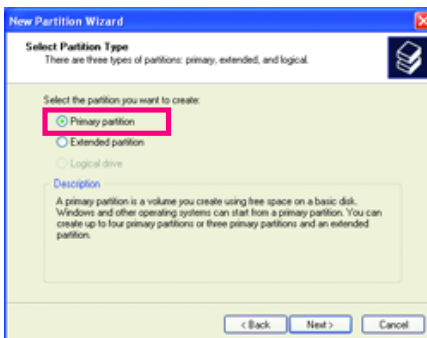 New Partition Wizard
Select Partition Type
There are three types of partitions: primary, extended, and logical.
Select the partition you want to create:
Primary partition
Extended partition
Logical drive
Description
A primary partition is a volume you create using free space on a basic disk.
Windows and other operating systems can start from a primary partition. You can
create up to four primary partitions or three primary partitions and an extended
partition.
< Back
Next >
Cancel